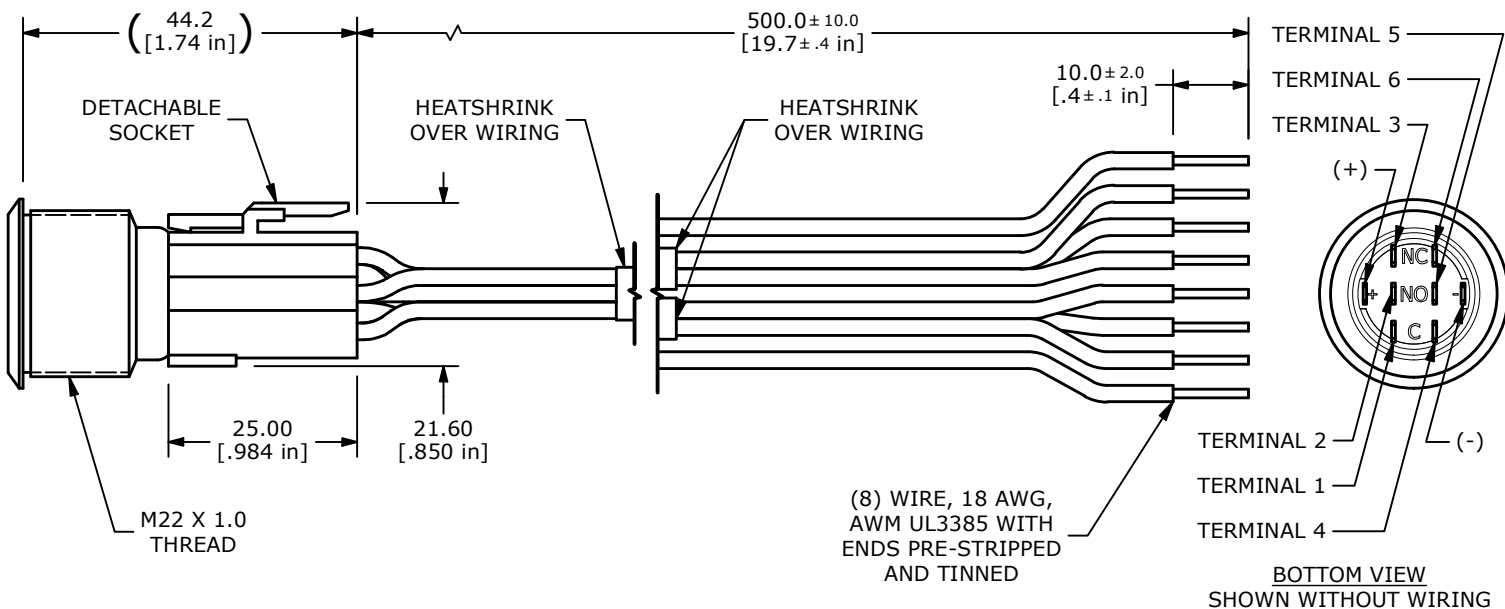 (44.2
[1.74 in])
500.0±10.0
[19.7±.4 in]
10.0±2.0
[.4±.1 in]
DETACHABLE
SOCKET
HEATSHRINK
OVER WIRING
HEATSHRINK
OVER WIRING
TERMINAL 5
TERMINAL 6
TERMINAL 3
(+)
NC
+ NO -
C
25.00
[.984 in]
21.60
[.850 in]
M22 X 1.0
THREAD
(8) WIRE, 18 AWG,
AWM UL3385 WITH
ENDS PRE-STRIPPED
AND TINNED
TERMINAL 2
(-)
TERMINAL 1
TERMINAL 4
BOTTOM VIEW
SHOWN WITHOUT WIRING